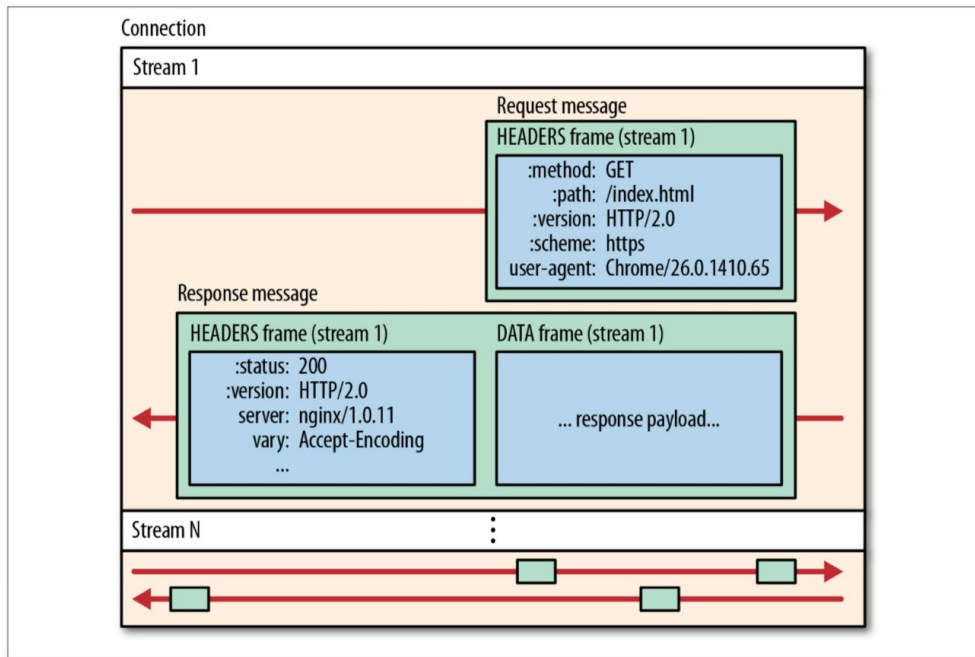 Connection
Stream 1
Request message
HEADERS frame (stream 1)
:method: GET
:path: /index.html
:version: HTTP/2.0
:scheme: https
user-agent: Chrome/26.0.1410.65
Response message
HEADERS frame (stream 1)
:status: 200
:version: HTTP/2.0
server: nginx/1.0.11
vary: Accept-Encoding
...
DATA frame (stream 1)
... response payload...
Stream N